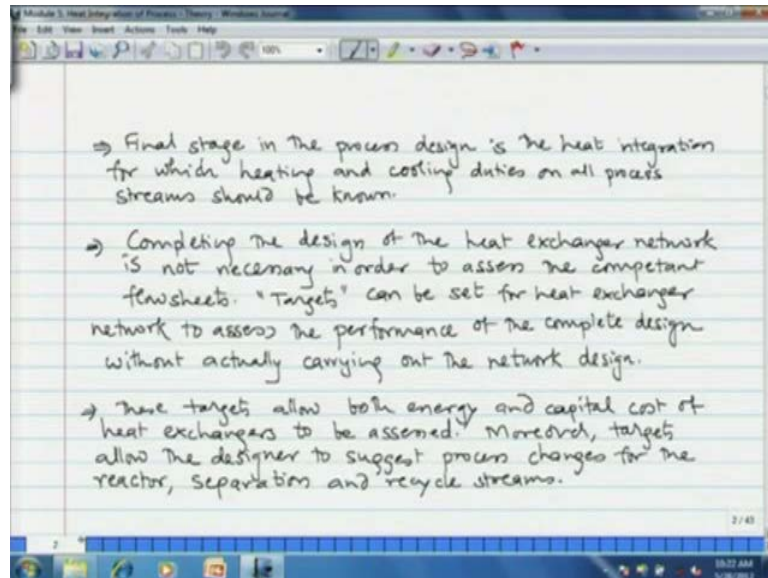 Module 5: Heat Integration of Process - Theory - Windows Journal
File Edit View Insert Actions Tools Help
100%
⇒ Final stage in the process design is the heat integration
for which heating and cooling duties on all process
streams should be known.
⇒ Completing the design of the heat exchanger network
is not necessary in order to assess the competant
flowsheets. "Targets" can be set for heat exchanger
network to assess the performance of the complete design
without actually carrying out the network design.
⇒ These targets allow both energy and capital cost of
heat exchangers to be assessed. Moreover, targets
allow the designer to suggest process changes for the
reactor, separation and recycle streams.
2/43
2
10:22 AM